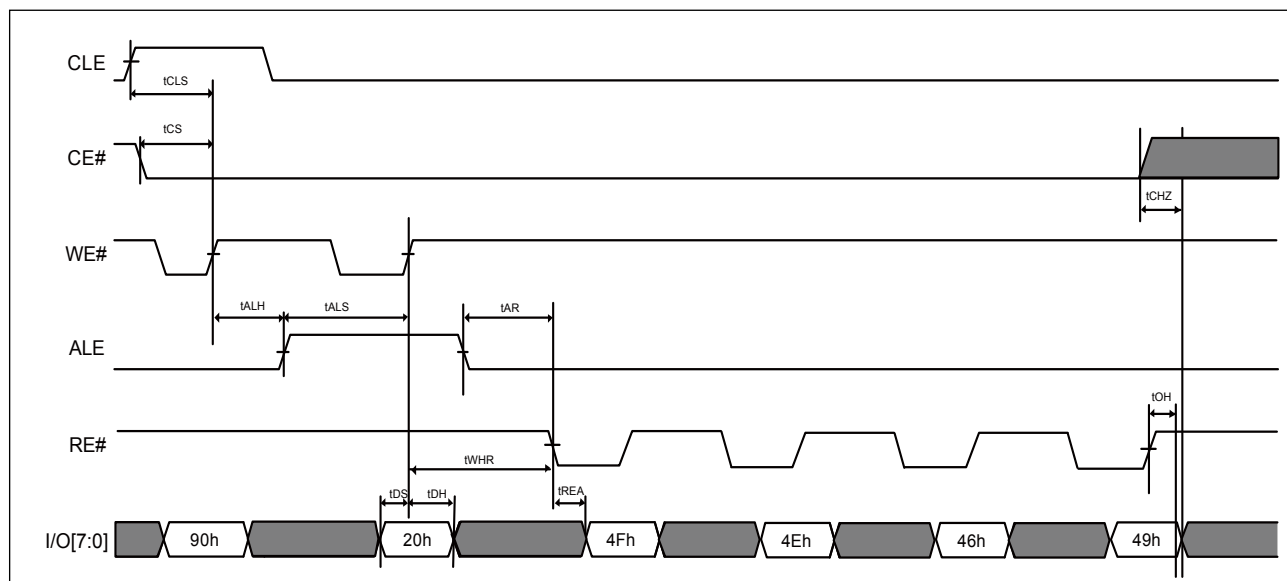 CLE
tCLS
tCS
CE#
tCHZ
WE#
tALH tALS tAR
ALE
tOH
RE#
tWHR
tDS tDH tREA
I/O[7:0] 90h 20h 4Fh 4Eh 46h 49h